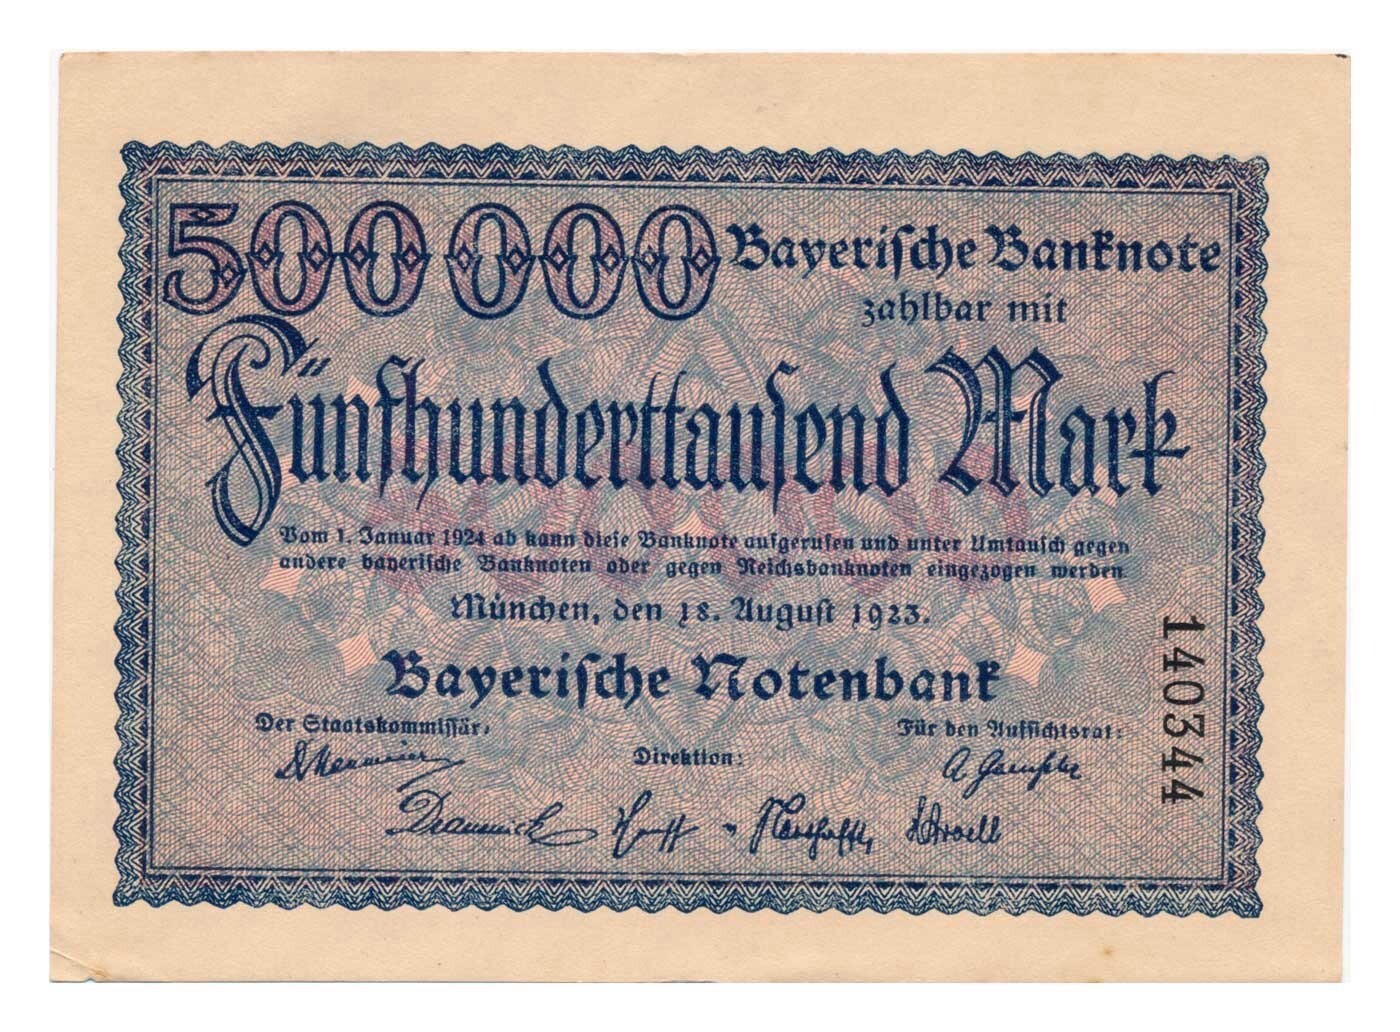 500 000 Bayerische Banknote
zahlbar mit
Fünfhunderttausend Mark
Vom 1. Januar 1924 ab kann diese Banknote aufgerufen und unter Umtausch gegen
andere bayerische Banknoten oder gegen Reichsbanknoten eingezogen werden.
München, den 18. August 1923.
Bayerische Notenbank
Der Staatskommissär:
Für den Aufsichtsrat:
Direktion:
140344